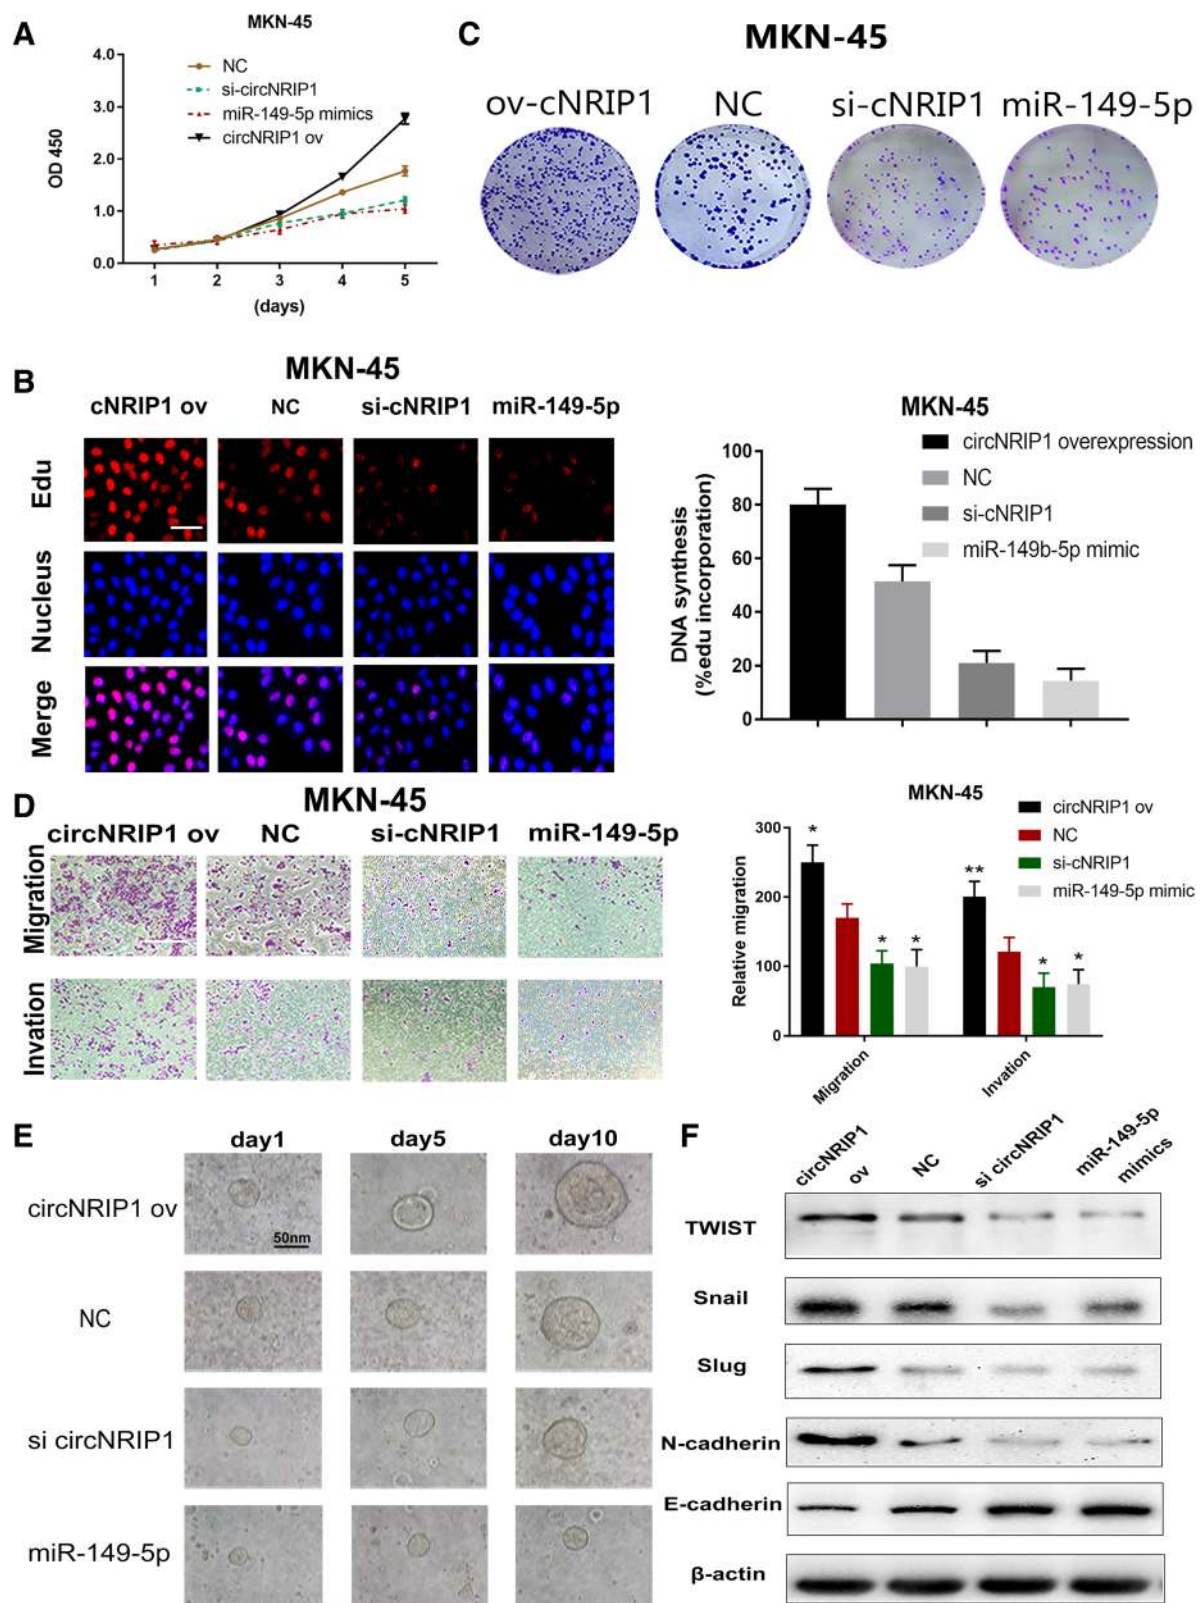 A
MKN-45
4.0
3.0
2.0
1.0
0.0
OD 450
NC
si-circNRIP1
miR-149-5p mimics
circNRIP1 ov
1 2 3 4 5
(days)
C
MKN-45
ov-cNRIP1 NC si-cNRIP1 miR-149-5p
B
MKN-45
cNRIP1 ov NC si-cNRIP1 miR-149-5p
Edu
Nucleus
Merge
MKN-45
circNRIP1 overexpression
NC
si-cNRIP1
miR-149b-5p mimic
DNA synthesis
(%edu incorporation)
100
80
60
40
20
0
D
MKN-45
circNRIP1 ov NC si-cNRIP1 miR-149-5p
Migration
Invation
MKN-45
circNRIP1 ov
NC
si-cNRIP1
miR-149-5p mimic
Relative migration
300
200
100
0
* * * ** * *
Migration
Invation
E
day1 day5 day10
circNRIP1 ov
50nm
NC
si circNRIP1
miR-149-5p
F
circNRIP1
ov
NC
si circNRIP1
miR-149-5p
mimics
TWIST
Snail
Slug
N-cadherin
E-cadherin
β-actin